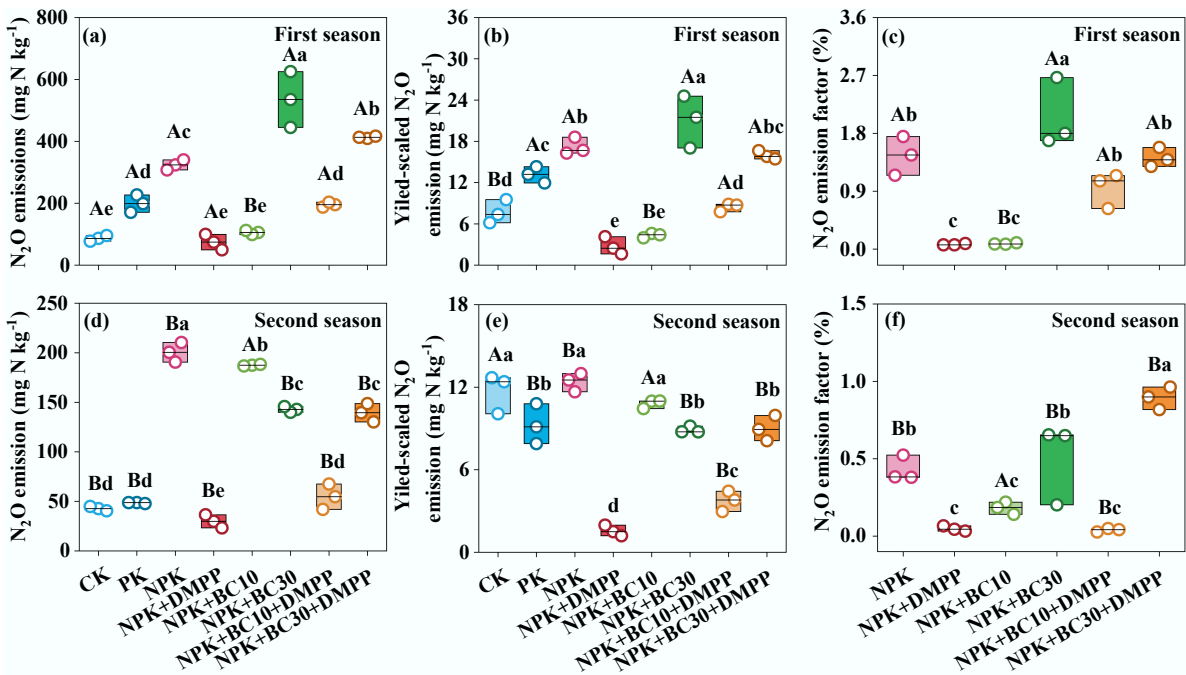 (a) First season
N₂O emissions (mg N kg⁻¹)
800
600
400
200
0
Ae
Ad
Ac
Ae
Be
Aa
Ad
Ab
(b) First season
Yiled-scaled N₂O
emission (mg N kg⁻¹)
36
30
24
18
12
6
0
Bd
Ac
Ab
e
Be
Aa
Ad
Abc
(c) First season
N₂O emission factor (%)
3.6
2.7
1.8
0.9
0.0
Ab
c
Bc
Aa
Ab
Ab
(d) Second season
N₂O emission (mg N kg⁻¹)
250
200
150
100
50
0
Bd
Bd
Ba
Be
Ab
Bc
Bd
Bc
CK
PK
NPK
NPK+DMPP
NPK+BC10
NPK+BC30
NPK+BC10+DMPP
NPK+BC30+DMPP
(e) Second season
Yiled-scaled N₂O
emission (mg N kg⁻¹)
18
12
6
0
Aa
Bb
Ba
d
Aa
Bb
Bc
Bb
CK
PK
NPK
NPK+DMPP
NPK+BC10
NPK+BC30
NPK+BC10+DMPP
NPK+BC30+DMPP
(f) Second season
N₂O emission factor (%)
1.5
1.0
0.5
0.0
Bb
c
Ac
Bb
Bc
Ba
NPK
NPK+DMPP
NPK+BC10
NPK+BC30
NPK+BC10+DMPP
NPK+BC30+DMPP